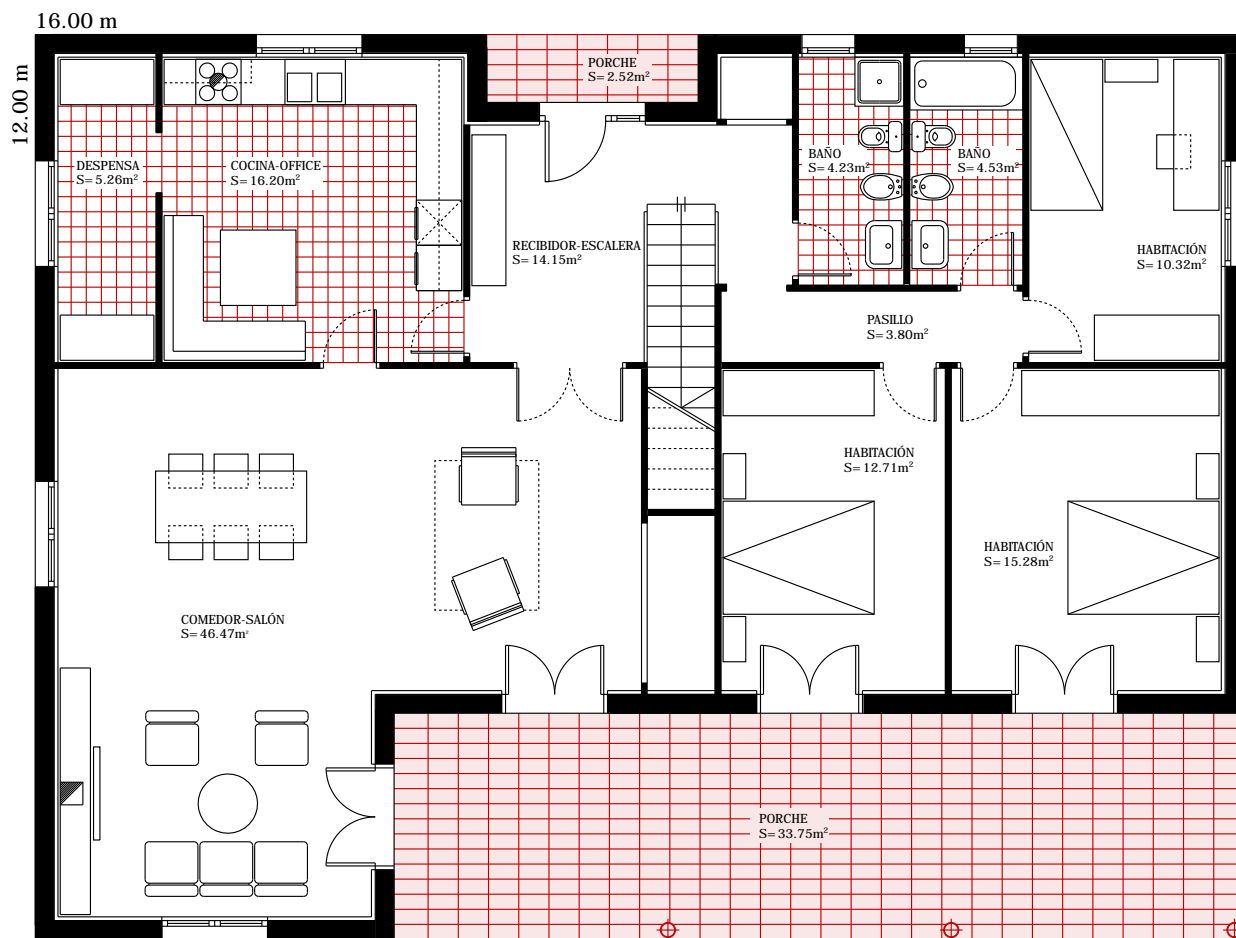 16.00 m
12.00 m
PORCHE
S=2.52m²
DESPENSA
S=5.26m²
COCINA-OFFICE
S=16.20m²
BAÑO
S=4.23m²
BAÑO
S=4.53m²
RECIBIDOR-ESCALERA
S=14.15m²
HABITACIÓN
S=10.32m²
PASILLO
S=3.80m²
HABITACIÓN
S=12.71m²
HABITACIÓN
S=15.28m²
COMEDOR-SALÓN
S=46.47m²
PORCHE
S=33.75m²